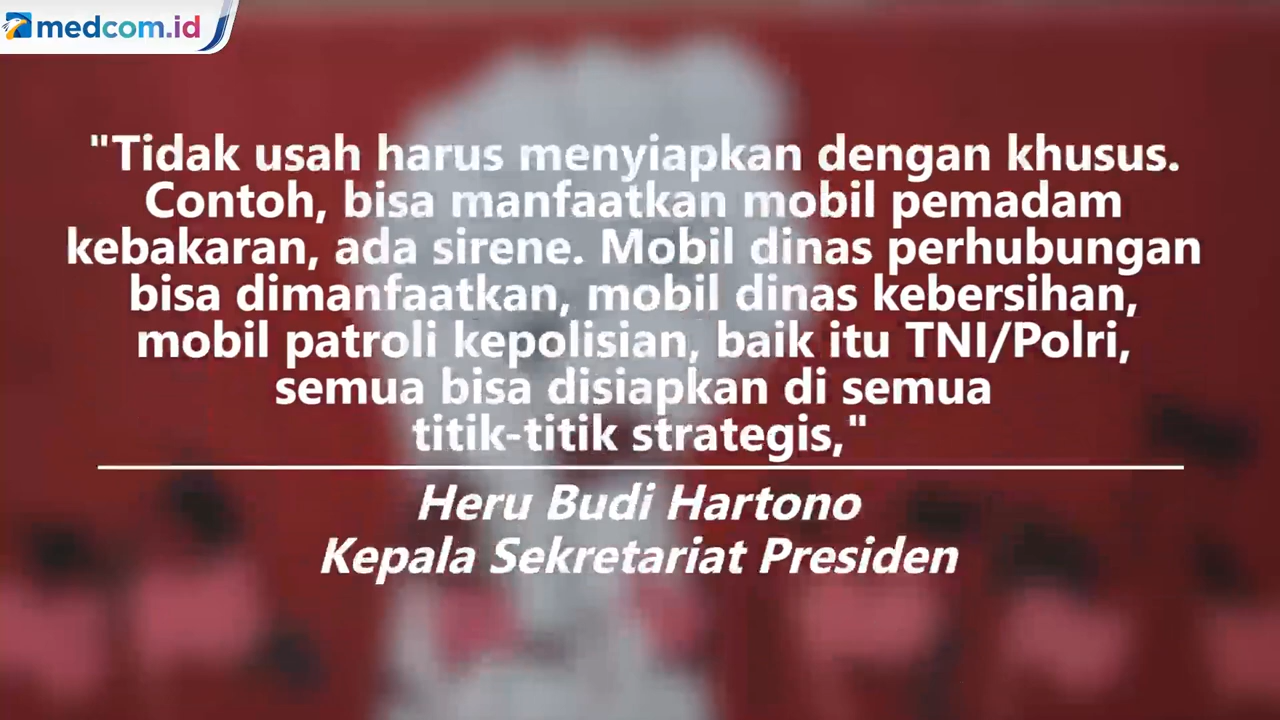 medcom.id
"Tidak usah harus menyiapkan dengan khusus.
Contoh, bisa manfaatkan mobil pemadam
kebakaran, ada sirene. Mobil dinas perhubungan
bisa dimanfaatkan, mobil dinas kebersihan,
mobil patroli kepolisian, baik itu TNI/Polri,
semua bisa disiapkan di semua
titik-titik strategis,"
Heru Budi Hartono
Kepala Sekretariat Presiden